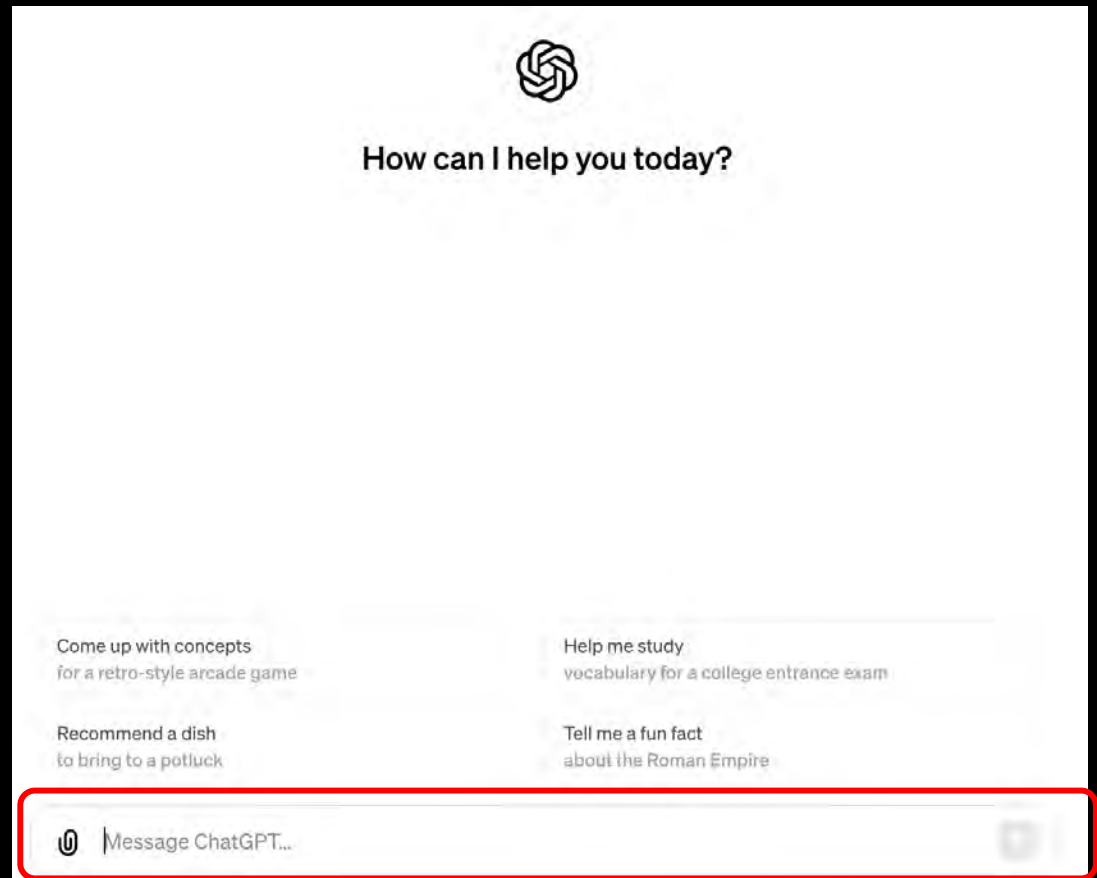 How can I help you today?
Come up with concepts
for a retro-style arcade game
Help me study
vocabulary for a college entrance exam
Recommend a dish
to bring to a potluck
Tell me a fun fact
about the Roman Empire
Message ChatGPT...